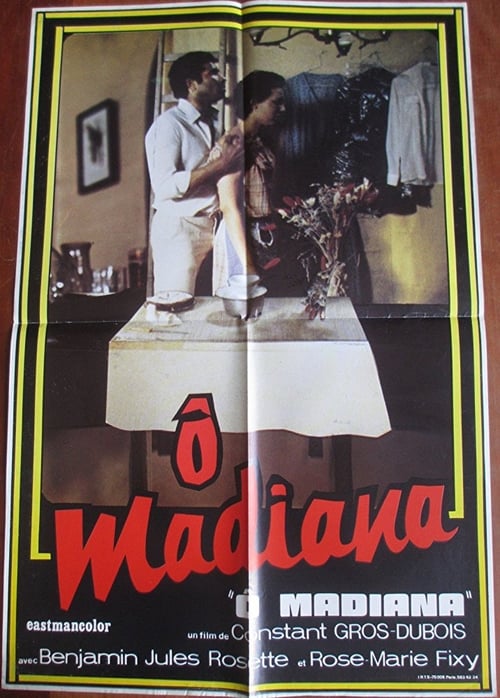 Ô
Madiana
"Ô MADIANA"
eastmancolor
un film de Constant GROS-DUBOIS
avec Benjamin Jules Rosette et Rose-Marie Fixy